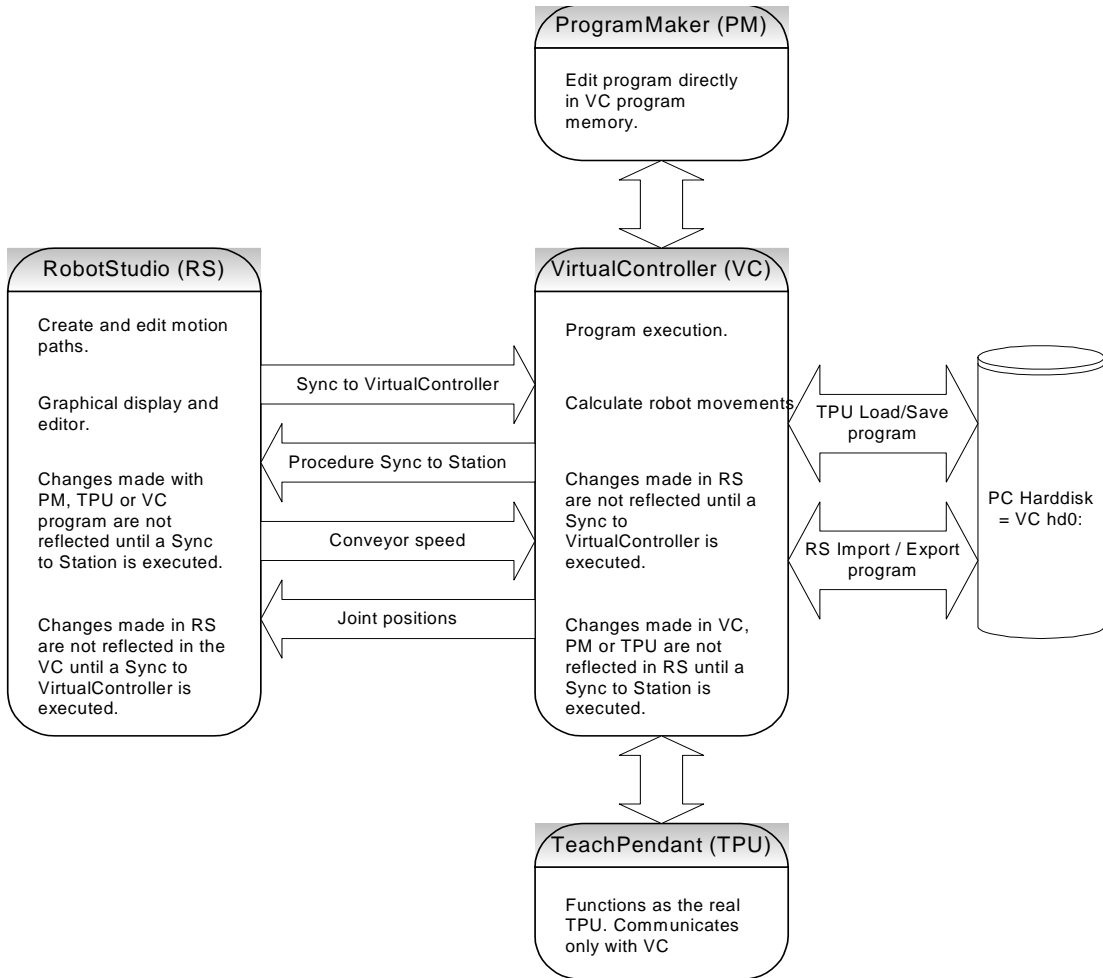 ProgramMaker (PM)
Edit program directly
in VC program
memory.
RobotStudio (RS)
Create and edit motion
paths.
Graphical display and
editor.
Changes made with
PM, TPU or VC
program are not
reflected until a Sync
to Station is executed.
Changes made in RS
are not reflected in the
VC until a Sync to
VirtualController is
executed.
Sync to VirtualController
Procedure Sync to Station
Conveyor speed
Joint positions
VirtualController (VC)
Program execution.
Calculate robot movements
Changes made in RS
are not reflected until a
Sync to
VirtualController is
executed.
Changes made in VC,
PM or TPU are not
reflected in RS until a
Sync to Station is
executed.
TPU Load/Save
program
RS Import / Export
program
PC Harddisk
= VC hd0:
TeachPendant (TPU)
Functions as the real
TPU. Communicates
only with VC